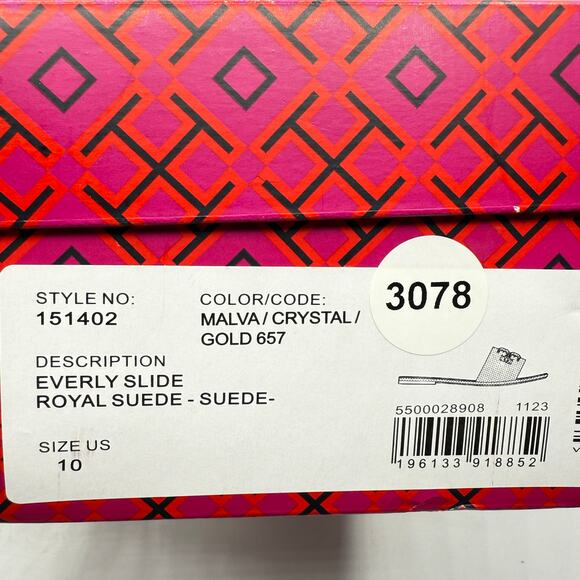 STYLE NO:
151402
COLOR/CODE:
MALVA / CRYSTAL /
GOLD 657
3078
DESCRIPTION
EVERLY SLIDE
ROYAL SUEDE - SUEDE-
SIZE US
10
5500028908 1123
196133 918852